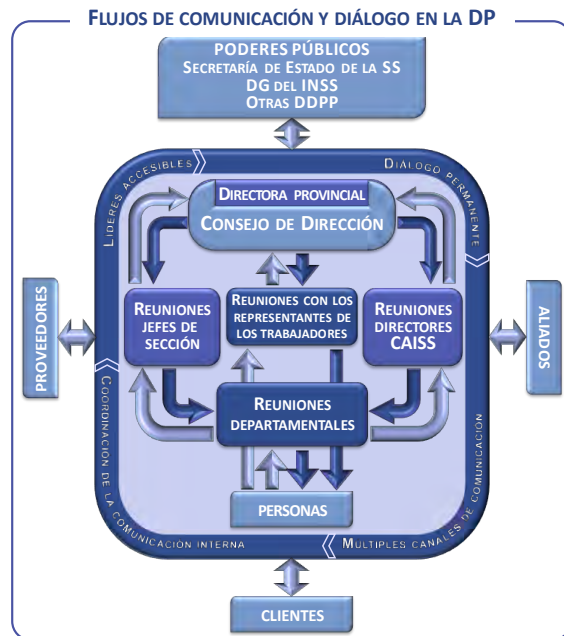 FLUJOS DE COMUNICACIÓN Y DIÁLOGO EN LA DP
PODERES PÚBLICOS
SECRETARÍA DE ESTADO DE LA SS
DG DEL INSS
OTRAS DDPP
LIDERES ACCESIBLES
DIÁLOGO PERMANENTE
DIRECTORA PROVINCIAL
CONSEJO DE DIRECCIÓN
PROVEEDORES
REUNIONES
JEFES DE
SECCIÓN
REUNIONES CON LOS
REPRESENTANTES DE
LOS TRABAJADORES
REUNIONES
DIRECTORES
CAISS
ALIADOS
REUNIONES
DEPARTAMENTALES
PERSONAS
COORDINACIÓN DE LA
COMUNICACIÓN INTERNA
MÚLTIPLES CANALES DE COMUNICACIÓN
CLIENTES